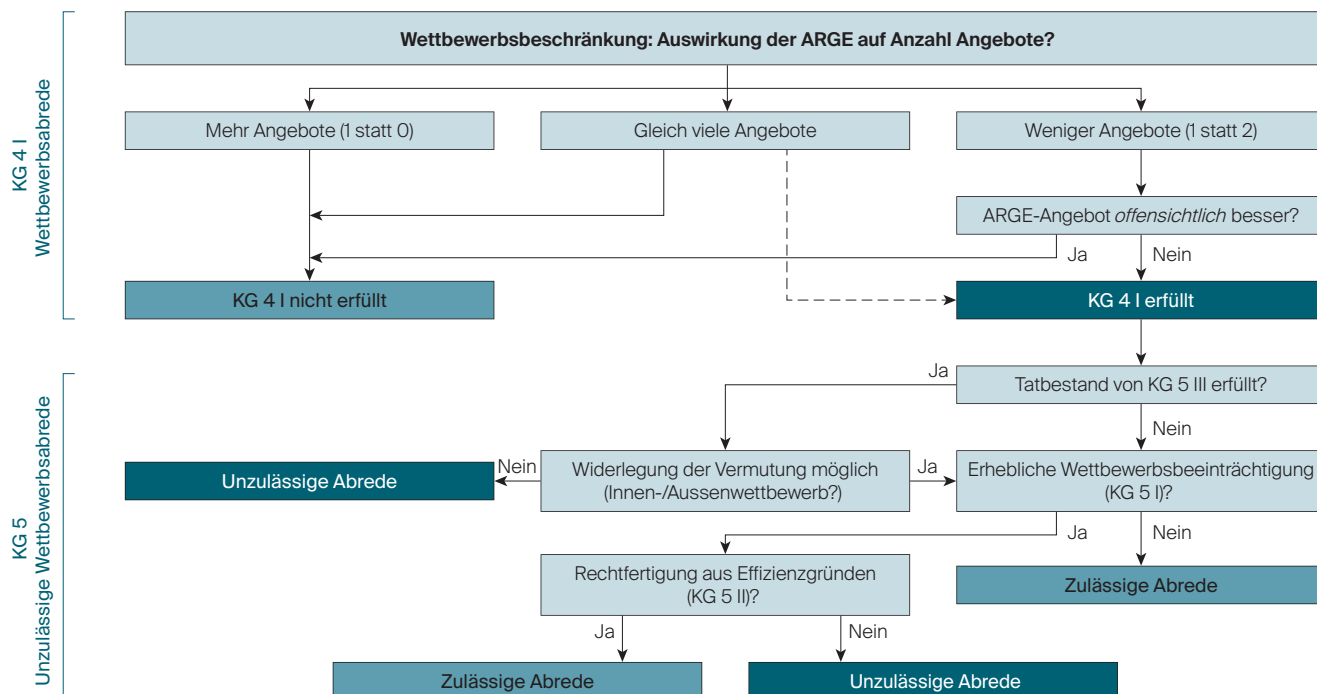 KG 4 I
Wettbewerbsabrede
Wettbewerbsbeschränkung: Auswirkung der ARGE auf Anzahl Angebote?
Mehr Angebote (1 statt 0)
Gleich viele Angebote
Weniger Angebote (1 statt 2)
ARGE-Angebot offensichtlich besser?
Ja
Nein
KG 4 I nicht erfüllt
KG 4 I erfüllt
KG 5
Unzulässige Wettbewerbsabrede
Ja
Tatbestand von KG 5 III erfüllt?
Nein
Unzulässige Abrede
Nein
Widerlegung der Vermutung möglich
(Innen-/Aussenwettbewerb?)
Ja
Erhebliche Wettbewerbsbeeinträchtigung
(KG 5 I)?
Ja
Nein
Rechtfertigung aus Effizienzgründen
(KG 5 II)?
Zulässige Abrede
Ja
Nein
Zulässige Abrede
Unzulässige Abrede